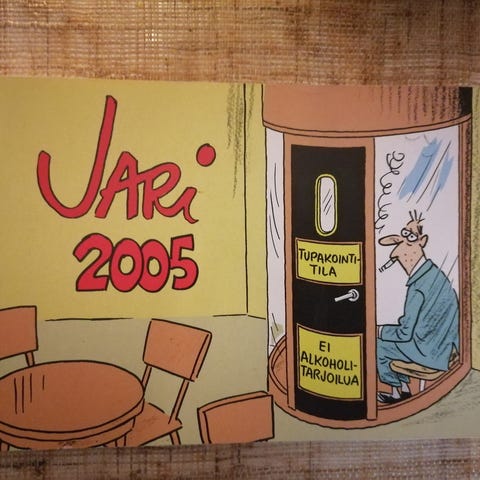 JARi
2005
TUPAKOINTI-
TILA
EI
ALKOHOLI-
TARJOILUA